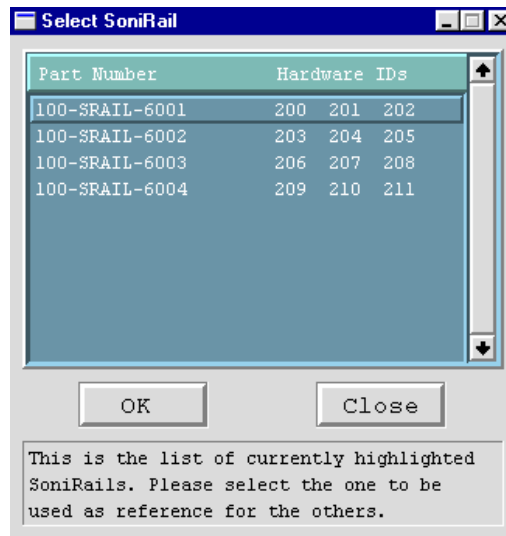 Select SoniRail
Part Number Hardware IDs
100-SRAIL-6001 200 201 202
100-SRAIL-6002 203 204 205
100-SRAIL-6003 206 207 208
100-SRAIL-6004 209 210 211
OK Close
This is the list of currently highlighted
SoniRails. Please select the one to be
used as reference for the others.